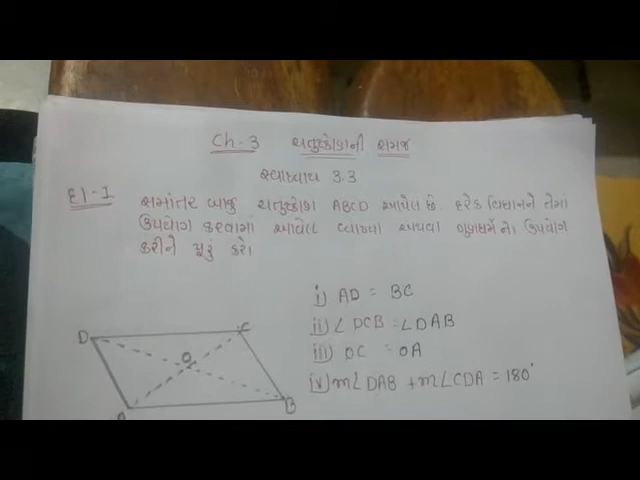 Ch-3 ચતુષ્કોણની સમજ
સ્વાધ્યાય 3.3
દા-1 સમાંતર બાજુ ચતુષ્કોણ ABCD આવેલ છે. દરેક વિધાનને તેમાં
ઉપયોગ કરવામાં આવેલ વ્યાખ્યા અથવા ગુણધર્મનો ઉપયોગ
કરીને પૂરું કરો.
i) AD = BC
ii) ∠DCB = ∠DAB
iii) OC = OA
iv) m∠DAB + m∠CDA = 180°
D C
O
A B